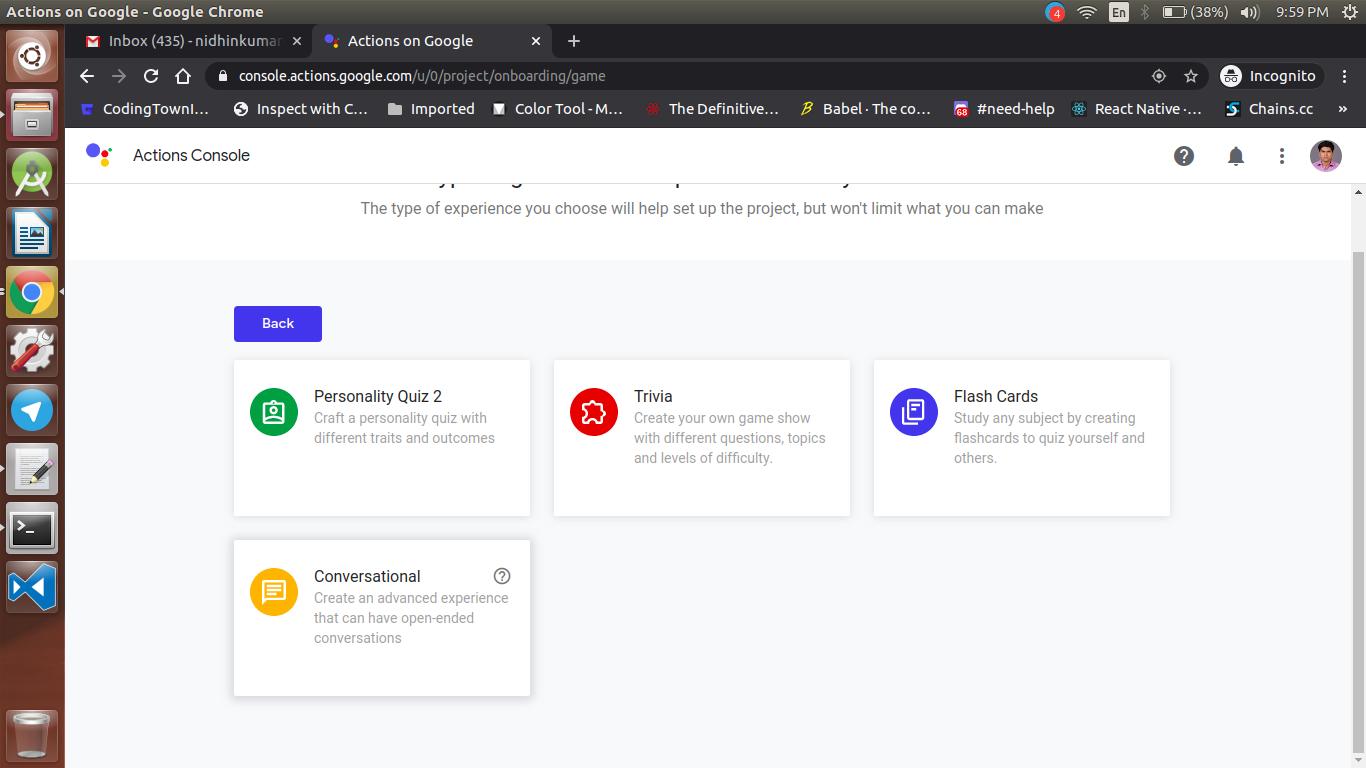 Actions on Google - Google Chrome
4
En
(38%)
9:59 PM
Inbox (435) - nidhinkumar
Actions on Google
console.actions.google.com/u/0/project/onboarding/game
Incognito
CodingTownI…
Inspect with C…
Imported
Color Tool - M…
The Definitive…
Babel · The co…
68
#need-help
React Native ·…
Chains.cc
»
Actions Console
The type of experience you choose will help set up the project, but won't limit what you can make
Back
Personality Quiz 2
Craft a personality quiz with
different traits and outcomes
Trivia
Create your own game show
with different questions, topics
and levels of difficulty.
Flash Cards
Study any subject by creating
flashcards to quiz yourself and
others.
Conversational
Create an advanced experience
that can have open-ended
conversations